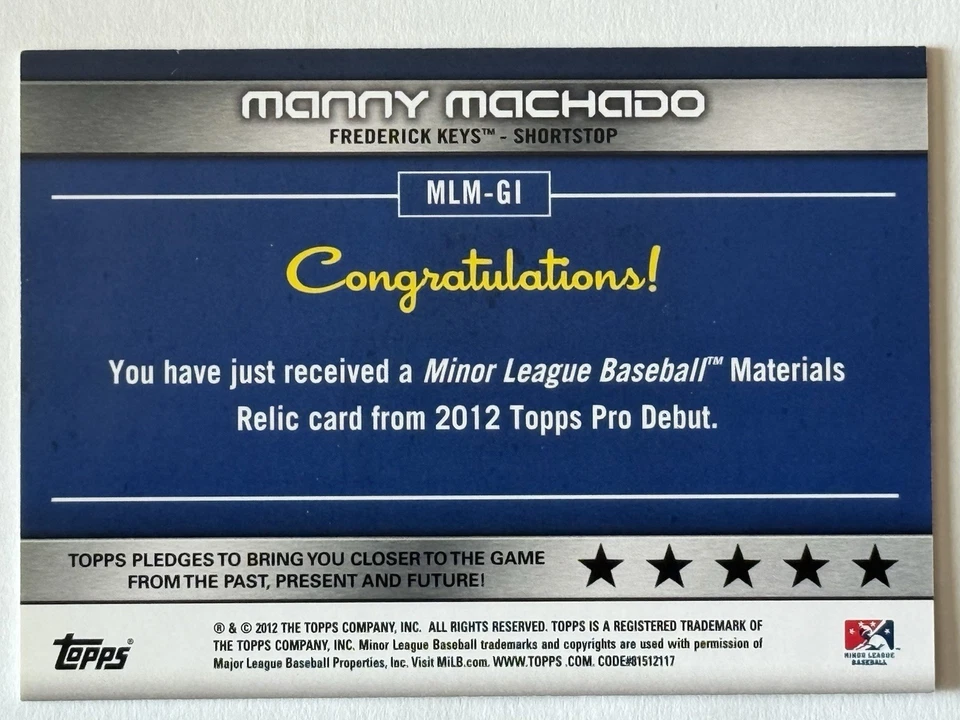 MANNY MACHADO
FREDERICK KEYS™ - SHORTSTOP
MLM-GI
Congratulations!
You have just received a Minor League Baseball™ Materials
Relic card from 2012 Topps Pro Debut.
TOPPS PLEDGES TO BRING YOU CLOSER TO THE GAME
FROM THE PAST, PRESENT AND FUTURE!
® & © 2012 THE TOPPS COMPANY, INC. ALL RIGHTS RESERVED. TOPPS IS A REGISTERED TRADEMARK OF
THE TOPPS COMPANY, INC. Minor League Baseball trademarks and copyrights are used with permission of
Major League Baseball Properties, Inc. Visit MiLB.com. WWW.TOPPS .COM. CODE#81512117
Topps®
MINOR LEAGUE™
BASEBALL